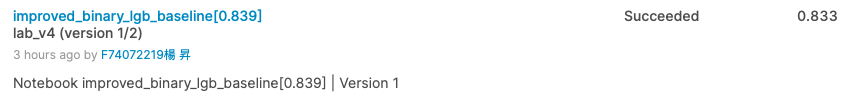 improved_binary_lgb_baseline[0.839] Succeeded 0.833
lab_v4 (version 1/2)
3 hours ago by F74072219楊 昇
Notebook improved_binary_lgb_baseline[0.839] | Version 1